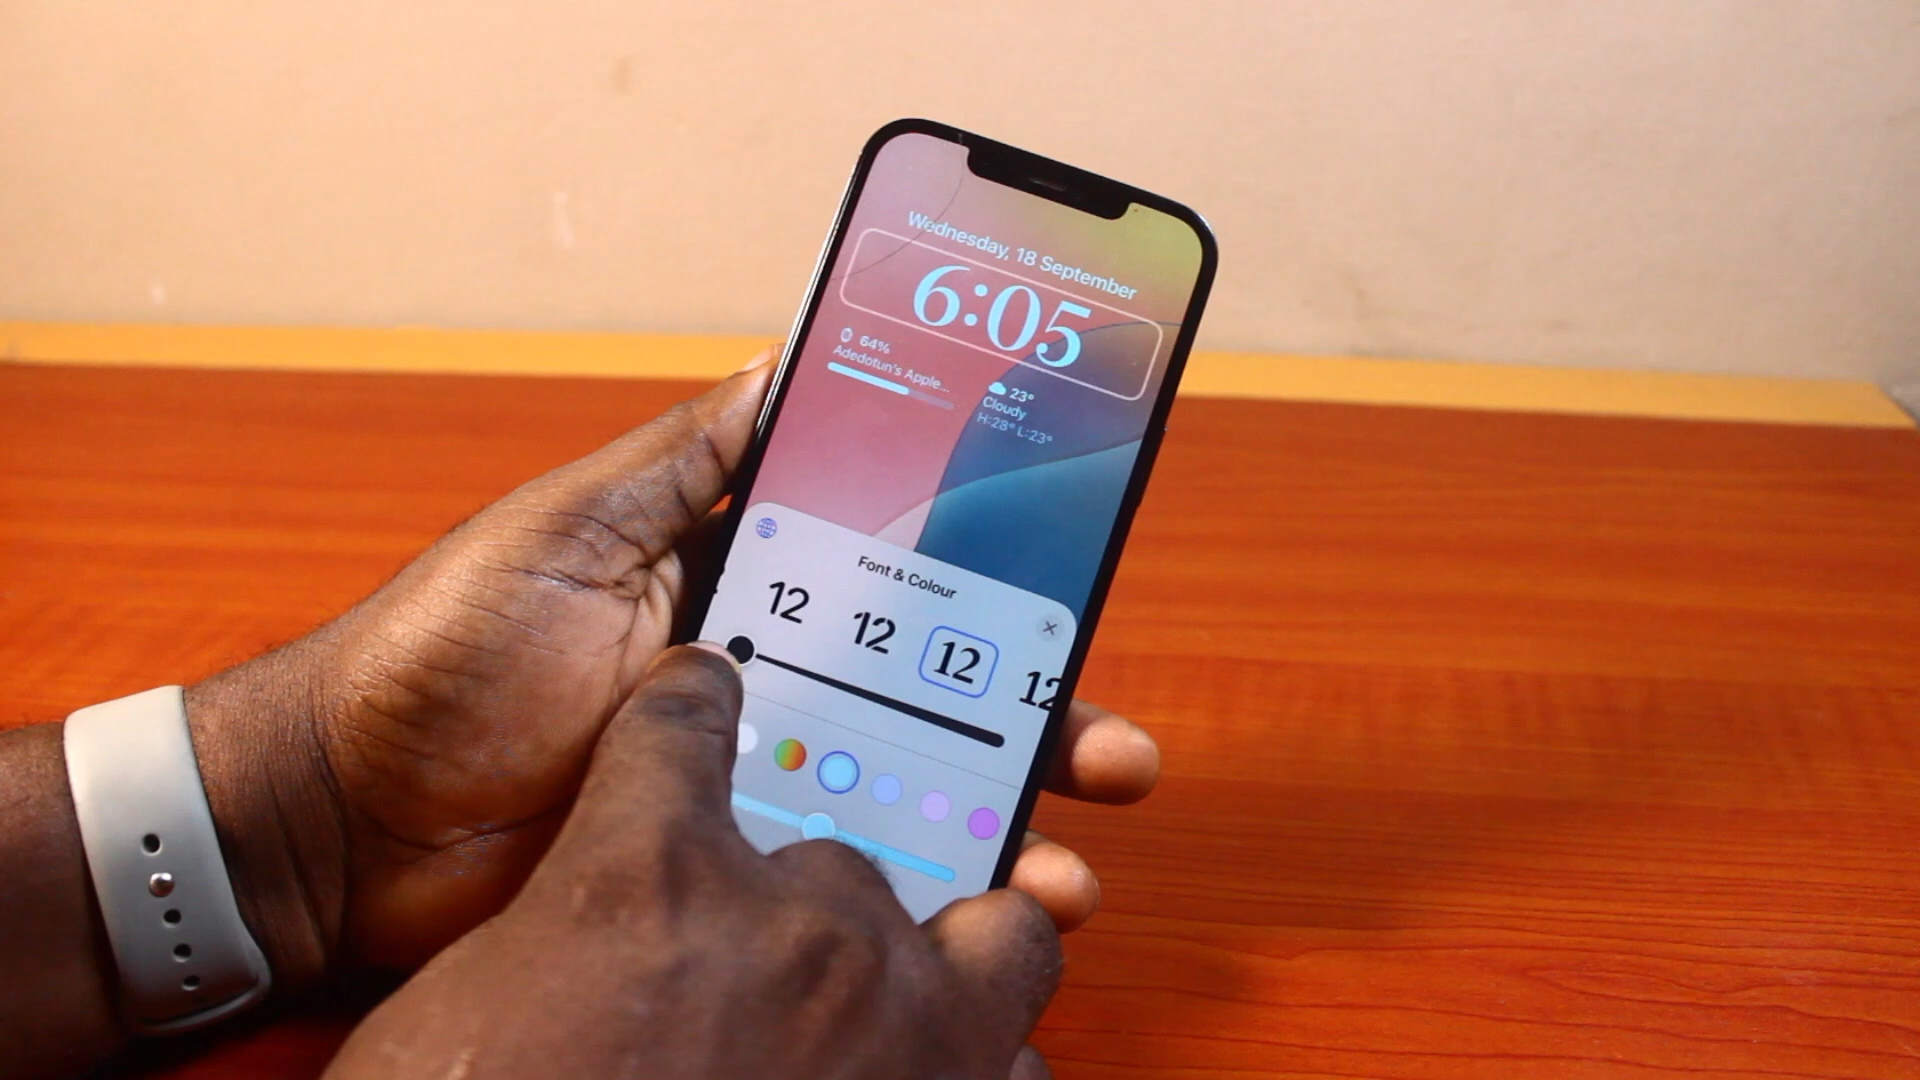 Wednesday, 18 September
6:05
64%
Adedotun's Apple...
23°
Cloudy
H:28° L:23°
Font & Colour
12
12
12
12